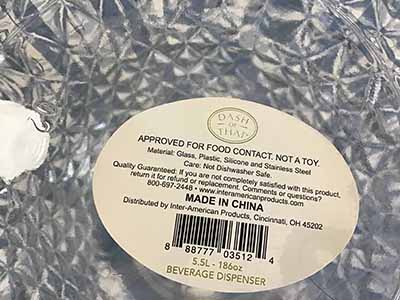 DASH
OF
THAT
APPROVED FOR FOOD CONTACT. NOT A TOY.
Material: Glass, Plastic, Silicone and Stainless Steel
Care: Not Dishwasher Safe.
Quality Guaranteed: If you are not completely satisfied with this product,
return it for refund or replacement. Comments or questions?
800-697-2448 • www.interamericanproducts.com
MADE IN CHINA
Distributed by Inter-American Products, Cincinnati, OH 45202
8 88777 03512 4
5.5L - 186oz
BEVERAGE DISPENSER